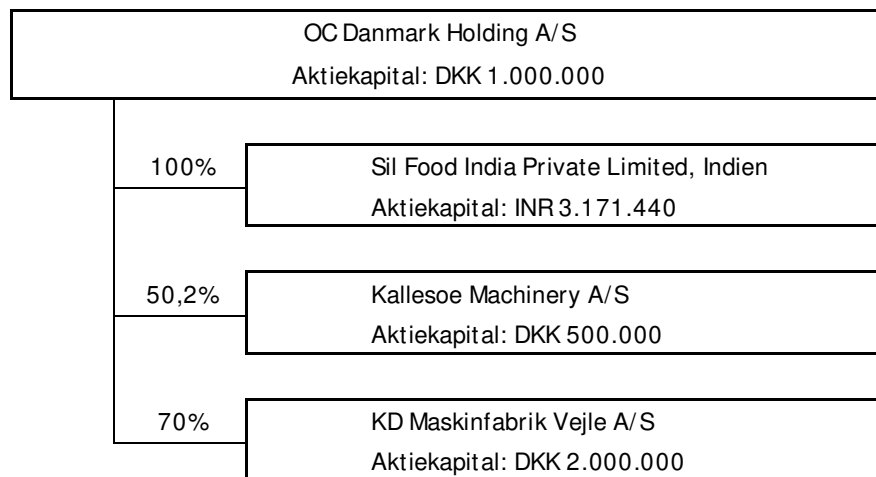 OC Danmark Holding A/S
Aktiekapital: DKK 1.000.000
100%
Sil Food India Private Limited, Indien
Aktiekapital: INR 3.171.440
50,2%
Kallesoe Machinery A/S
Aktiekapital: DKK 500.000
70%
KD Maskinfabrik Vejle A/S
Aktiekapital: DKK 2.000.000